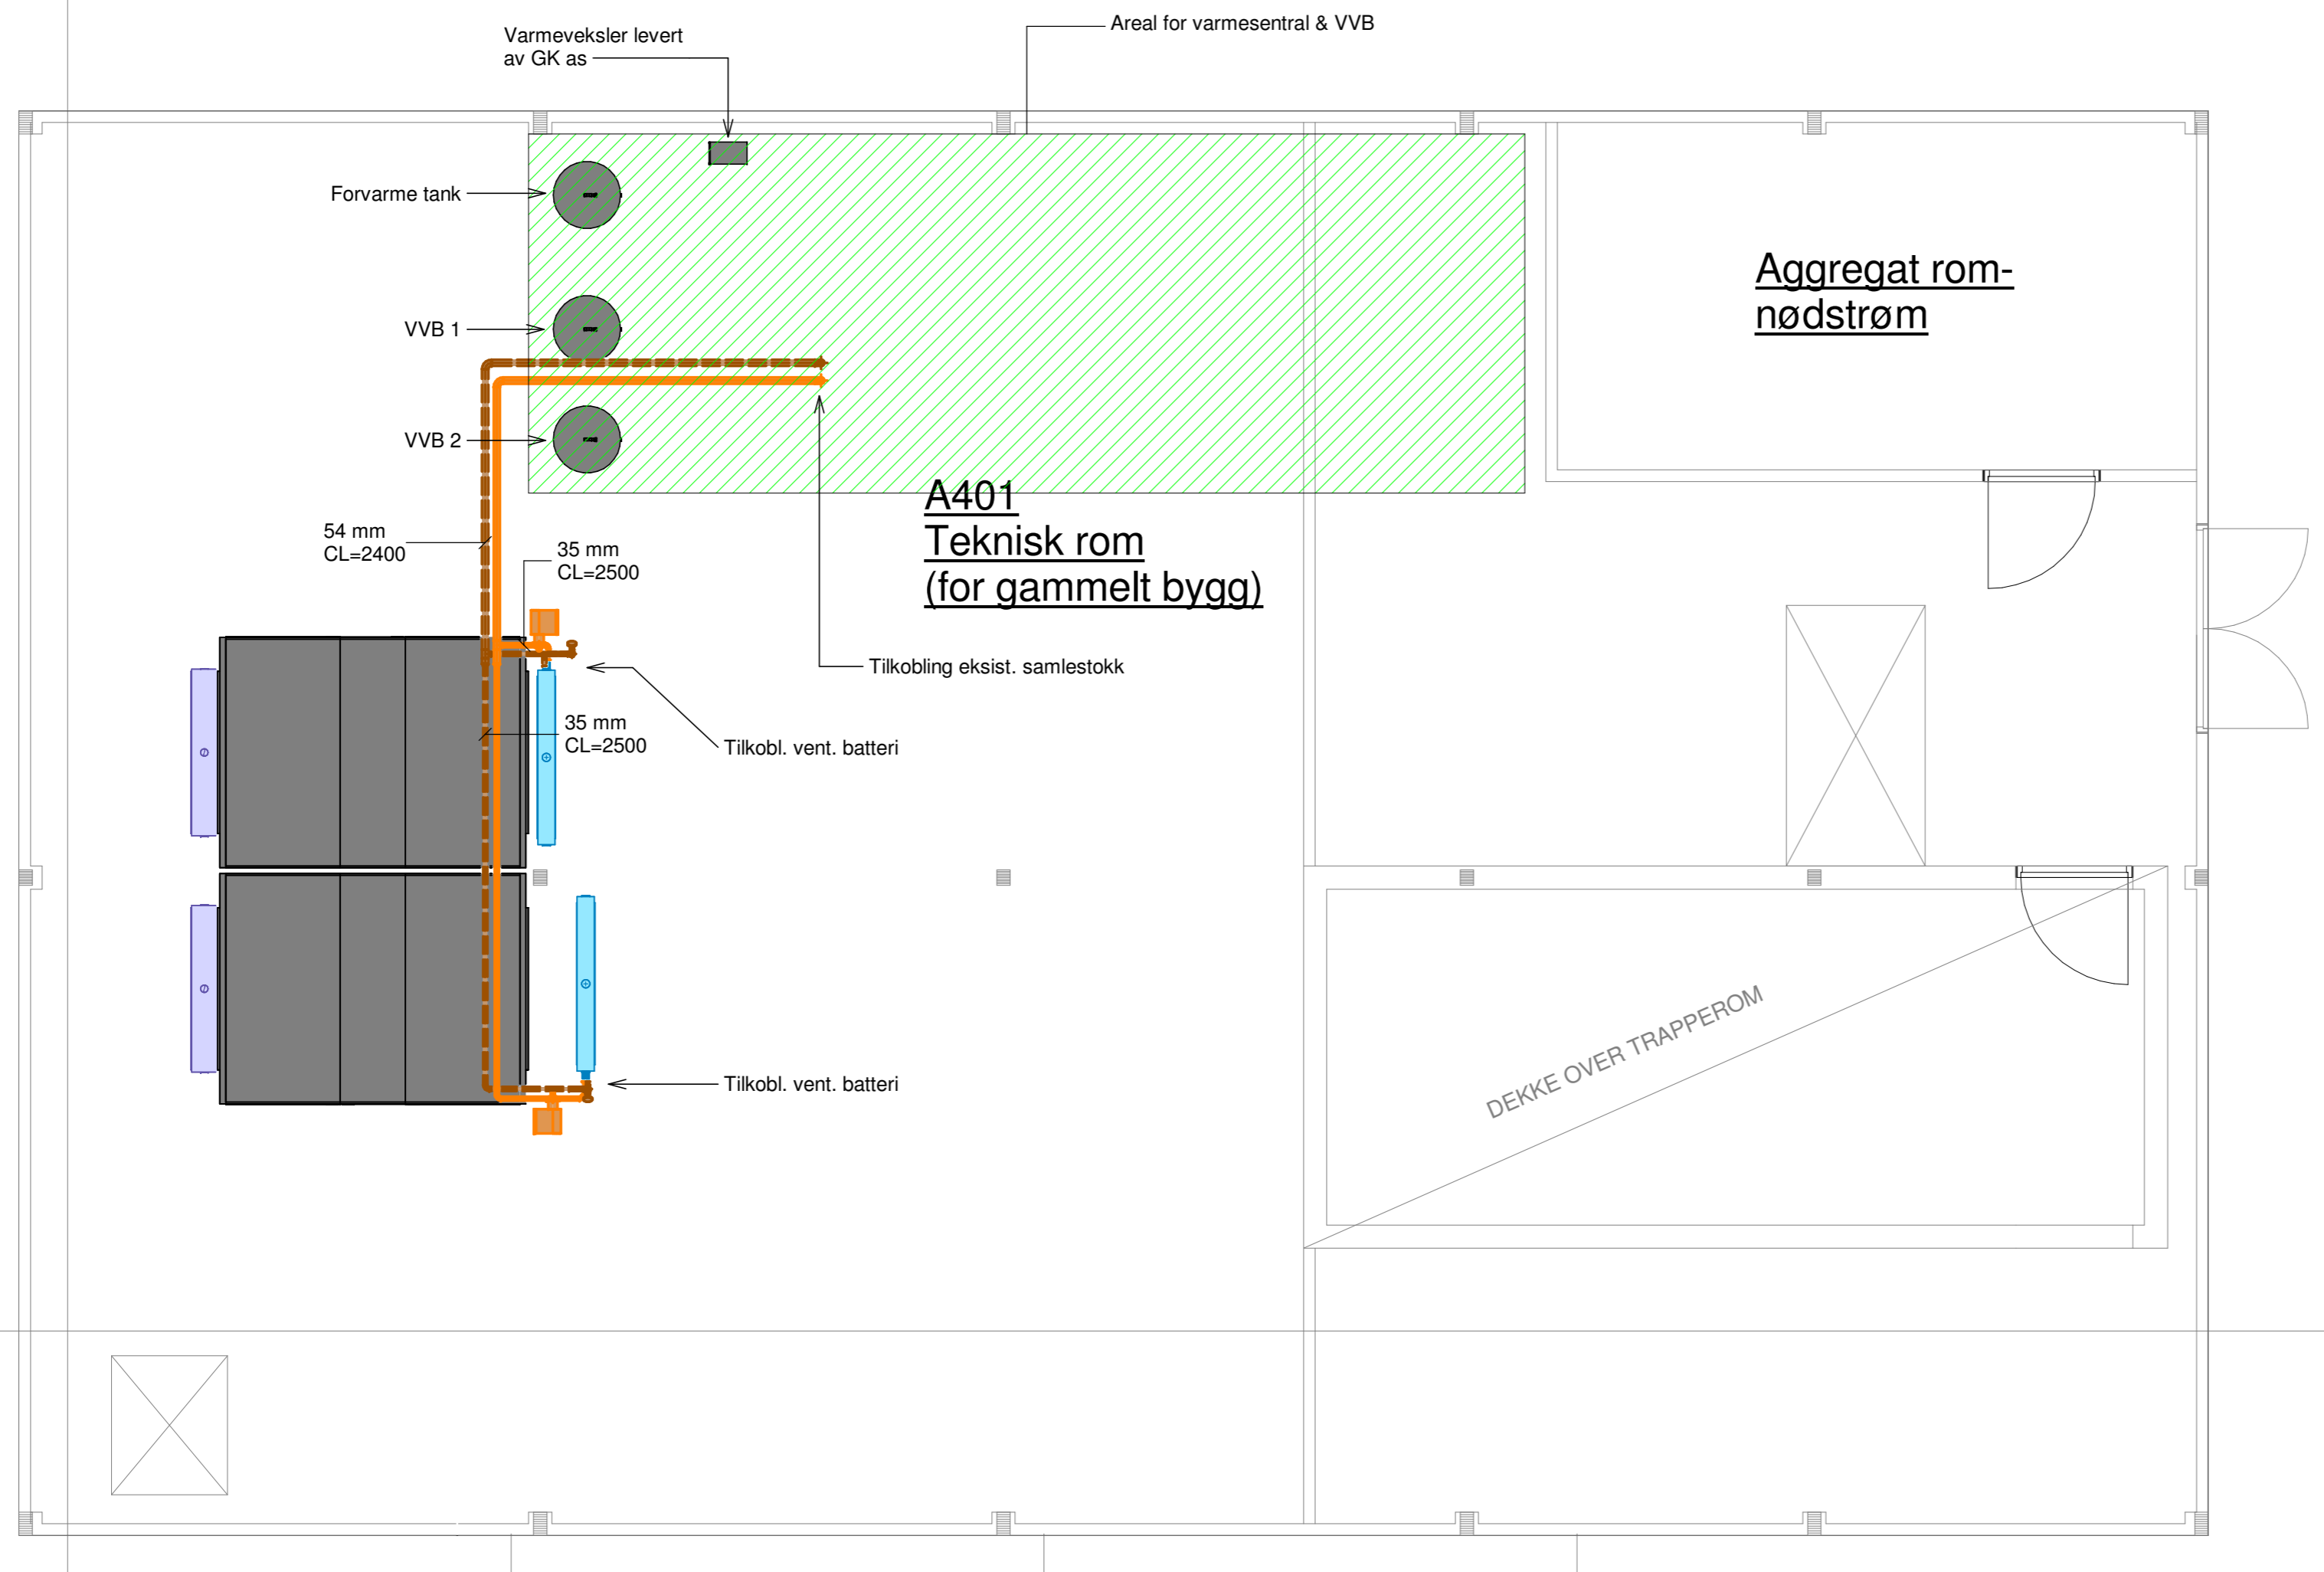 Areal for varmesentral & VVB
Varmeveksler levert
av GK as
Forvarme tank
Aggregat rom-
nødstrøm
VVB 1
VVB 2
A401
Teknisk rom
(for gammelt bygg)
54 mm
CL=2400
35 mm
CL=2500
Tilkobling eksist. samlestokk
35 mm
CL=2500
Tilkobl. vent. batteri
DEKKE OVER TRAPPEROM
Tilkobl. vent. batteri